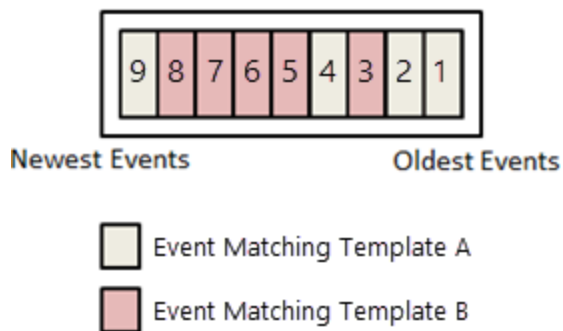 9 8 7 6 5 4 3 2 1
Newest Events Oldest Events
Event Matching Template A
Event Matching Template B